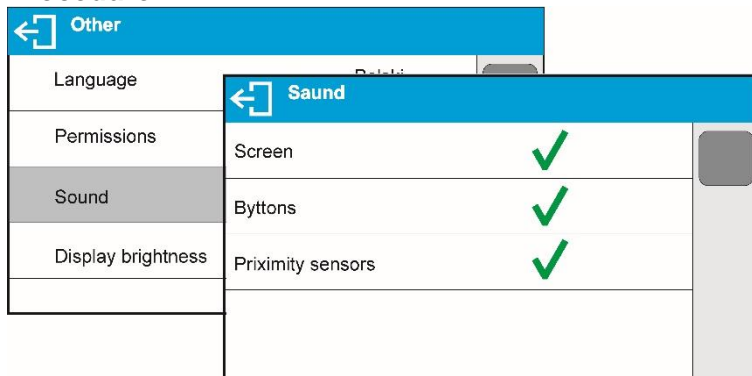 Other
Language
Permissions
Sound
Display brightness
Saund
Screen
Byttons
Priximity sensors